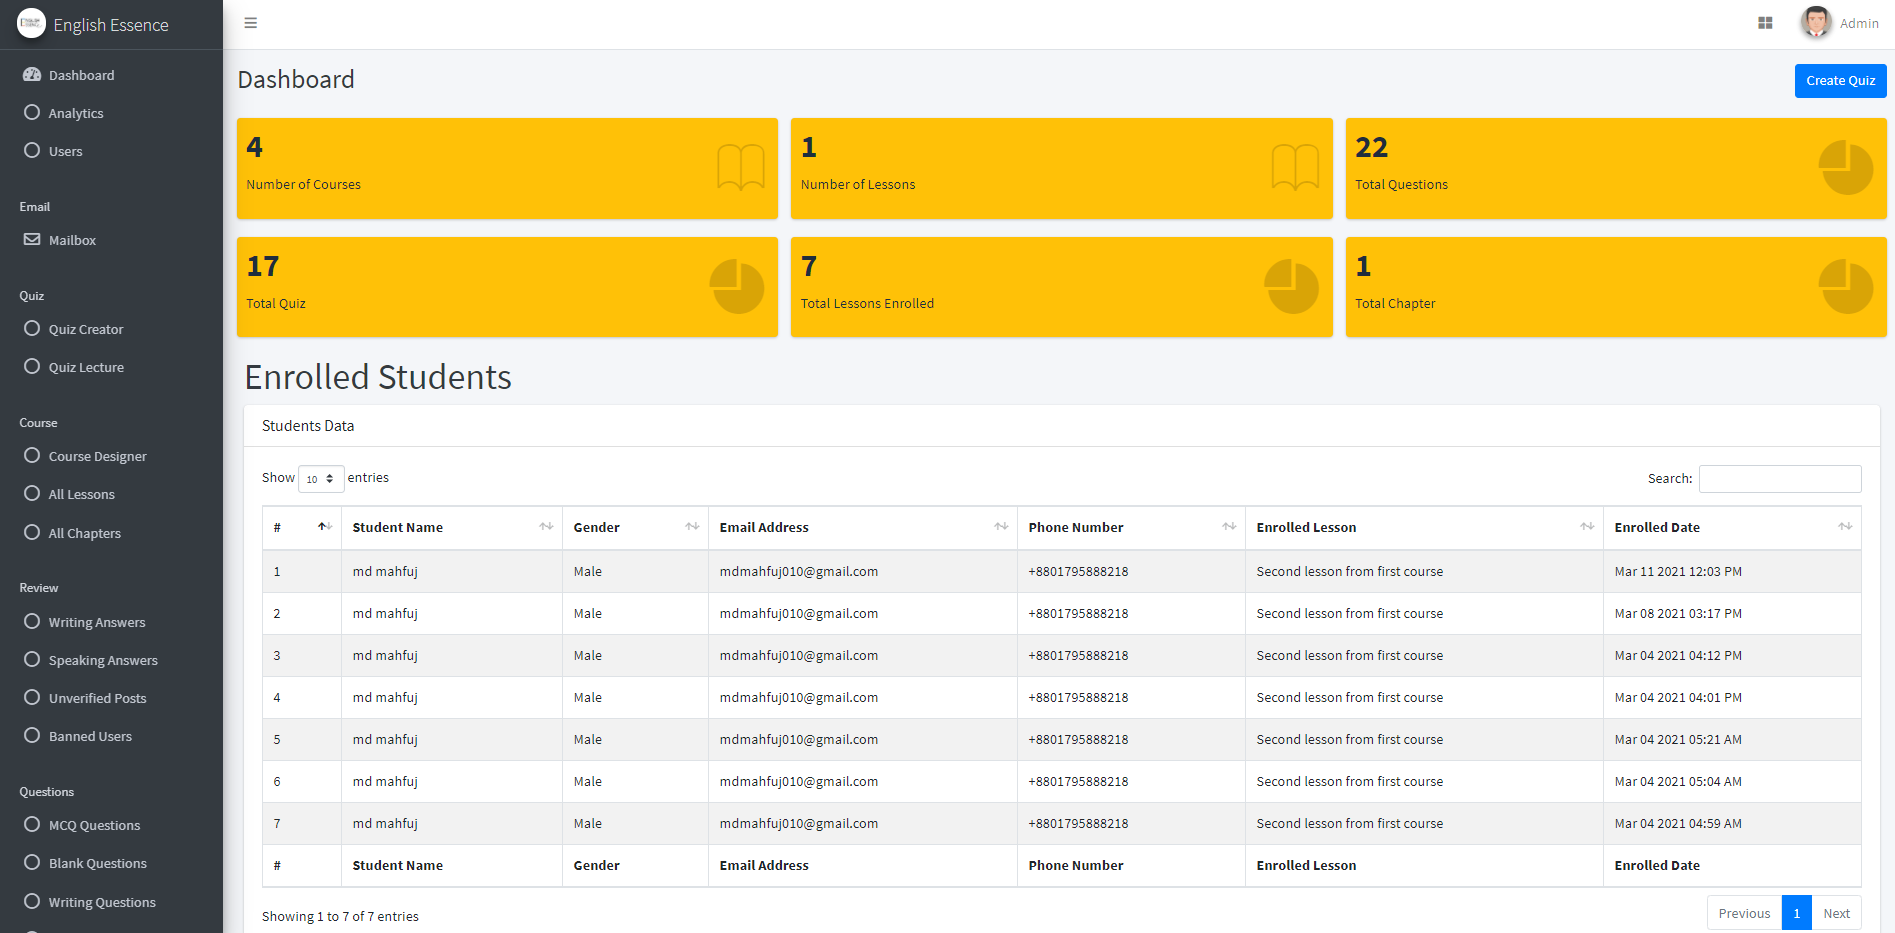 English Essence
Admin
Dashboard
Analytics
Users
Email
Mailbox
Quiz
Quiz Creator
Quiz Lecture
Course
Course Designer
All Lessons
All Chapters
Review
Writing Answers
Speaking Answers
Unverified Posts
Banned Users
Questions
MCQ Questions
Blank Questions
Writing Questions
Dashboard
Create Quiz
4
Number of Courses
1
Number of Lessons
22
Total Questions
17
Total Quiz
7
Total Lessons Enrolled
1
Total Chapter
Enrolled Students
Students Data
Show 10 entries
Search:
# Student Name Gender Email Address Phone Number Enrolled Lesson Enrolled Date
1 md mahfuj Male mdmahfuj010@gmail.com +8801795888218 Second lesson from first course Mar 11 2021 12:03 PM
2 md mahfuj Male mdmahfuj010@gmail.com +8801795888218 Second lesson from first course Mar 08 2021 03:17 PM
3 md mahfuj Male mdmahfuj010@gmail.com +8801795888218 Second lesson from first course Mar 04 2021 04:12 PM
4 md mahfuj Male mdmahfuj010@gmail.com +8801795888218 Second lesson from first course Mar 04 2021 04:01 PM
5 md mahfuj Male mdmahfuj010@gmail.com +8801795888218 Second lesson from first course Mar 04 2021 05:21 AM
6 md mahfuj Male mdmahfuj010@gmail.com +8801795888218 Second lesson from first course Mar 04 2021 05:04 AM
7 md mahfuj Male mdmahfuj010@gmail.com +8801795888218 Second lesson from first course Mar 04 2021 04:59 AM
# Student Name Gender Email Address Phone Number Enrolled Lesson Enrolled Date
Showing 1 to 7 of 7 entries
Previous 1 Next